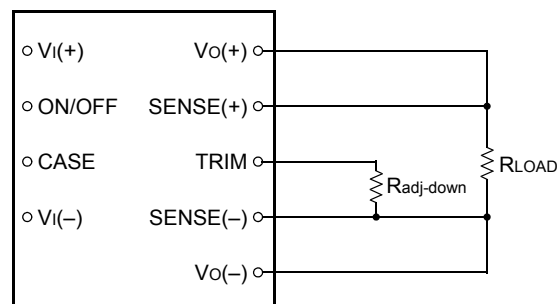 VI(+) VO(+)
ON/OFF SENSE(+)
CASE TRIM
Radj-down
RLOAD
VI(–) SENSE(–)
VO(–)